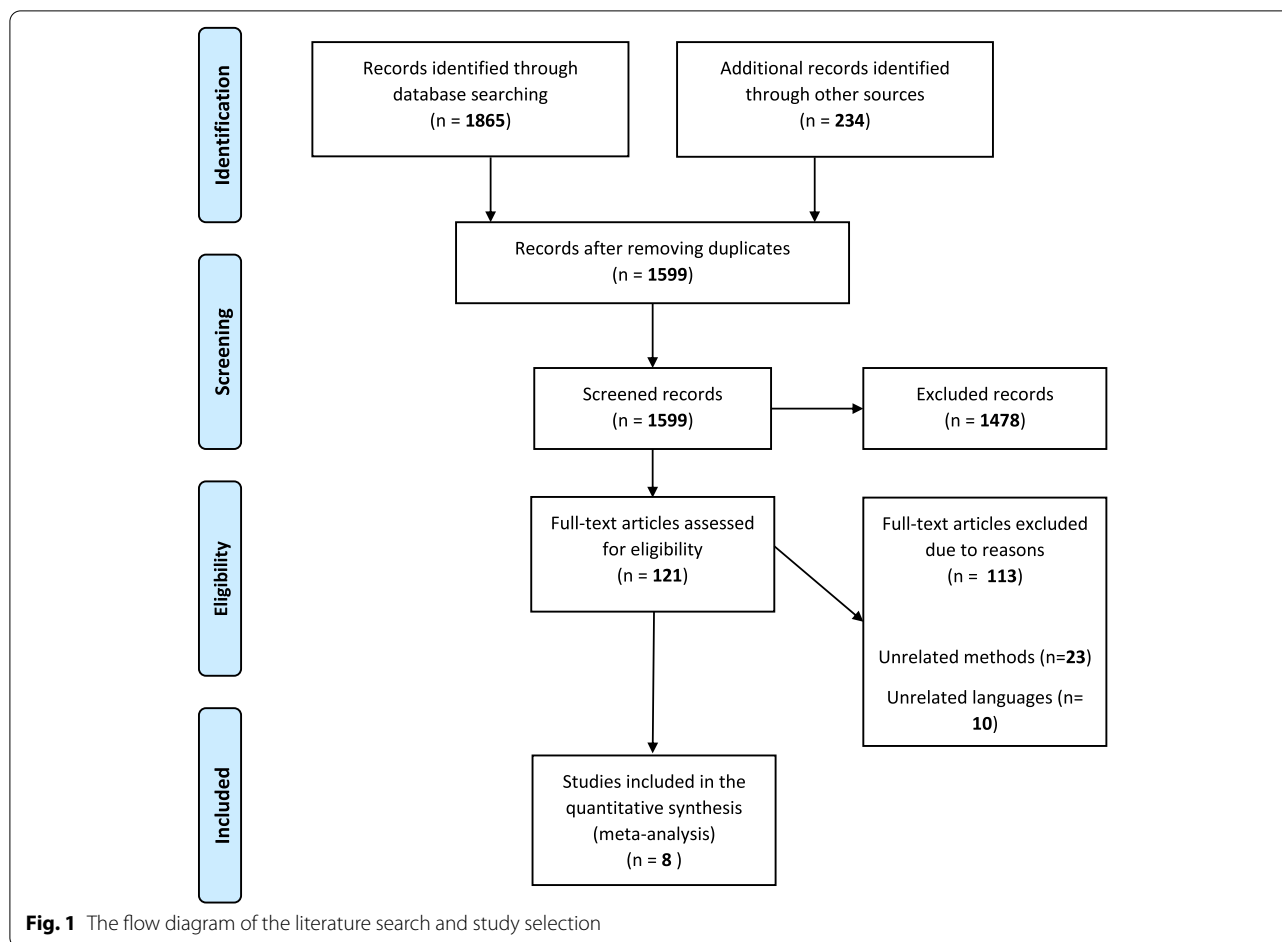 Identification
Records identified through
database searching
(n = 1865)
Additional records identified
through other sources
(n = 234)
Records after removing duplicates
(n = 1599)
Screening
Screened records
(n = 1599)
Excluded records
(n = 1478)
Eligibility
Full-text articles assessed
for eligibility
(n = 121)
Full-text articles excluded
due to reasons
(n = 113)
Unrelated methods (n=23)
Unrelated languages (n=
10)
Included
Studies included in the
quantitative synthesis
(meta-analysis)
(n = 8 )
Fig. 1 The flow diagram of the literature search and study selection